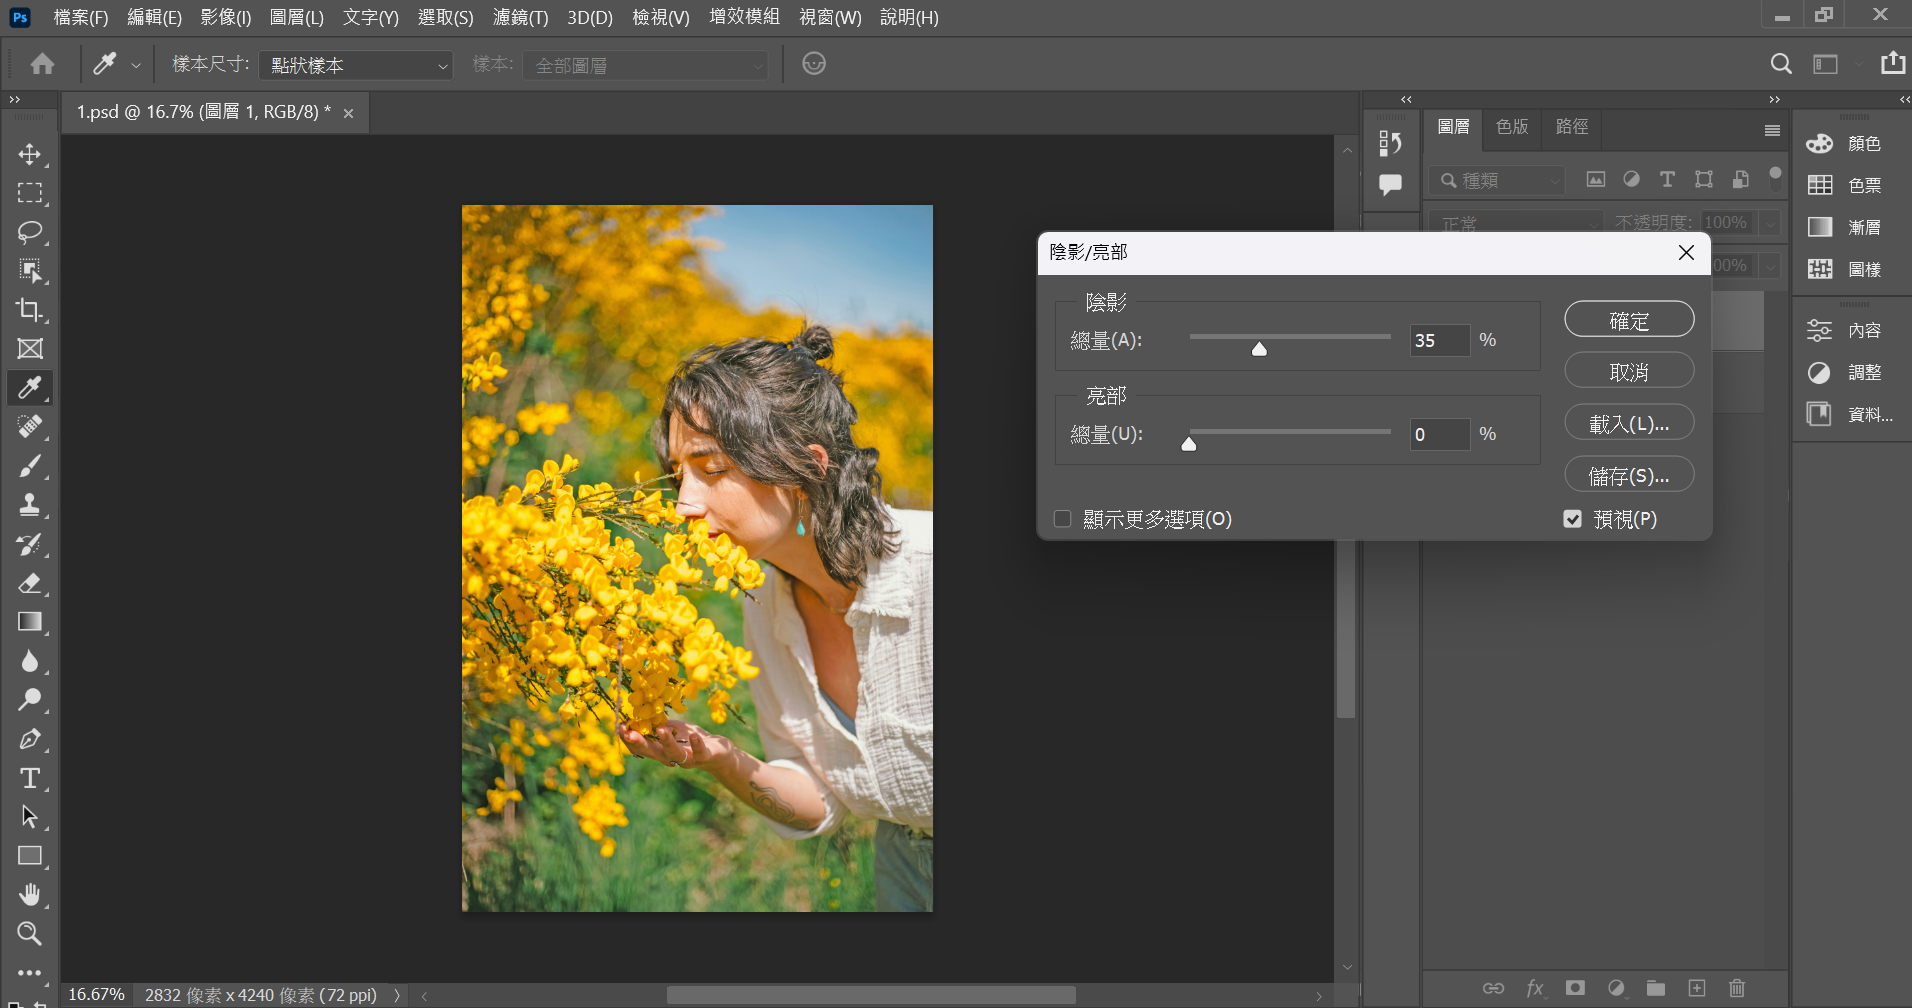 Ps 檔案(F) 編輯(E) 影像(I) 圖層(L) 文字(Y) 選取(S) 濾鏡(T) 3D(D) 檢視(V) 增效模組 視窗(W) 說明(H)
樣本尺寸: 點狀樣本 樣本: 全部圖層
1.psd @ 16.7% (圖層 1, RGB/8) *
圖層 色版 路徑
種類
正常 不透明度: 100%
00%
顏色
色票
漸層
圖樣
內容
調整
資料...
陰影/亮部
陰影
總量(A): 35 %
亮部
總量(U): 0 %
顯示更多選項(O)
確定
取消
載入(L)...
儲存(S)...
預視(P)
16.67% 2832 像素 x 4240 像素 (72 ppi)
fx